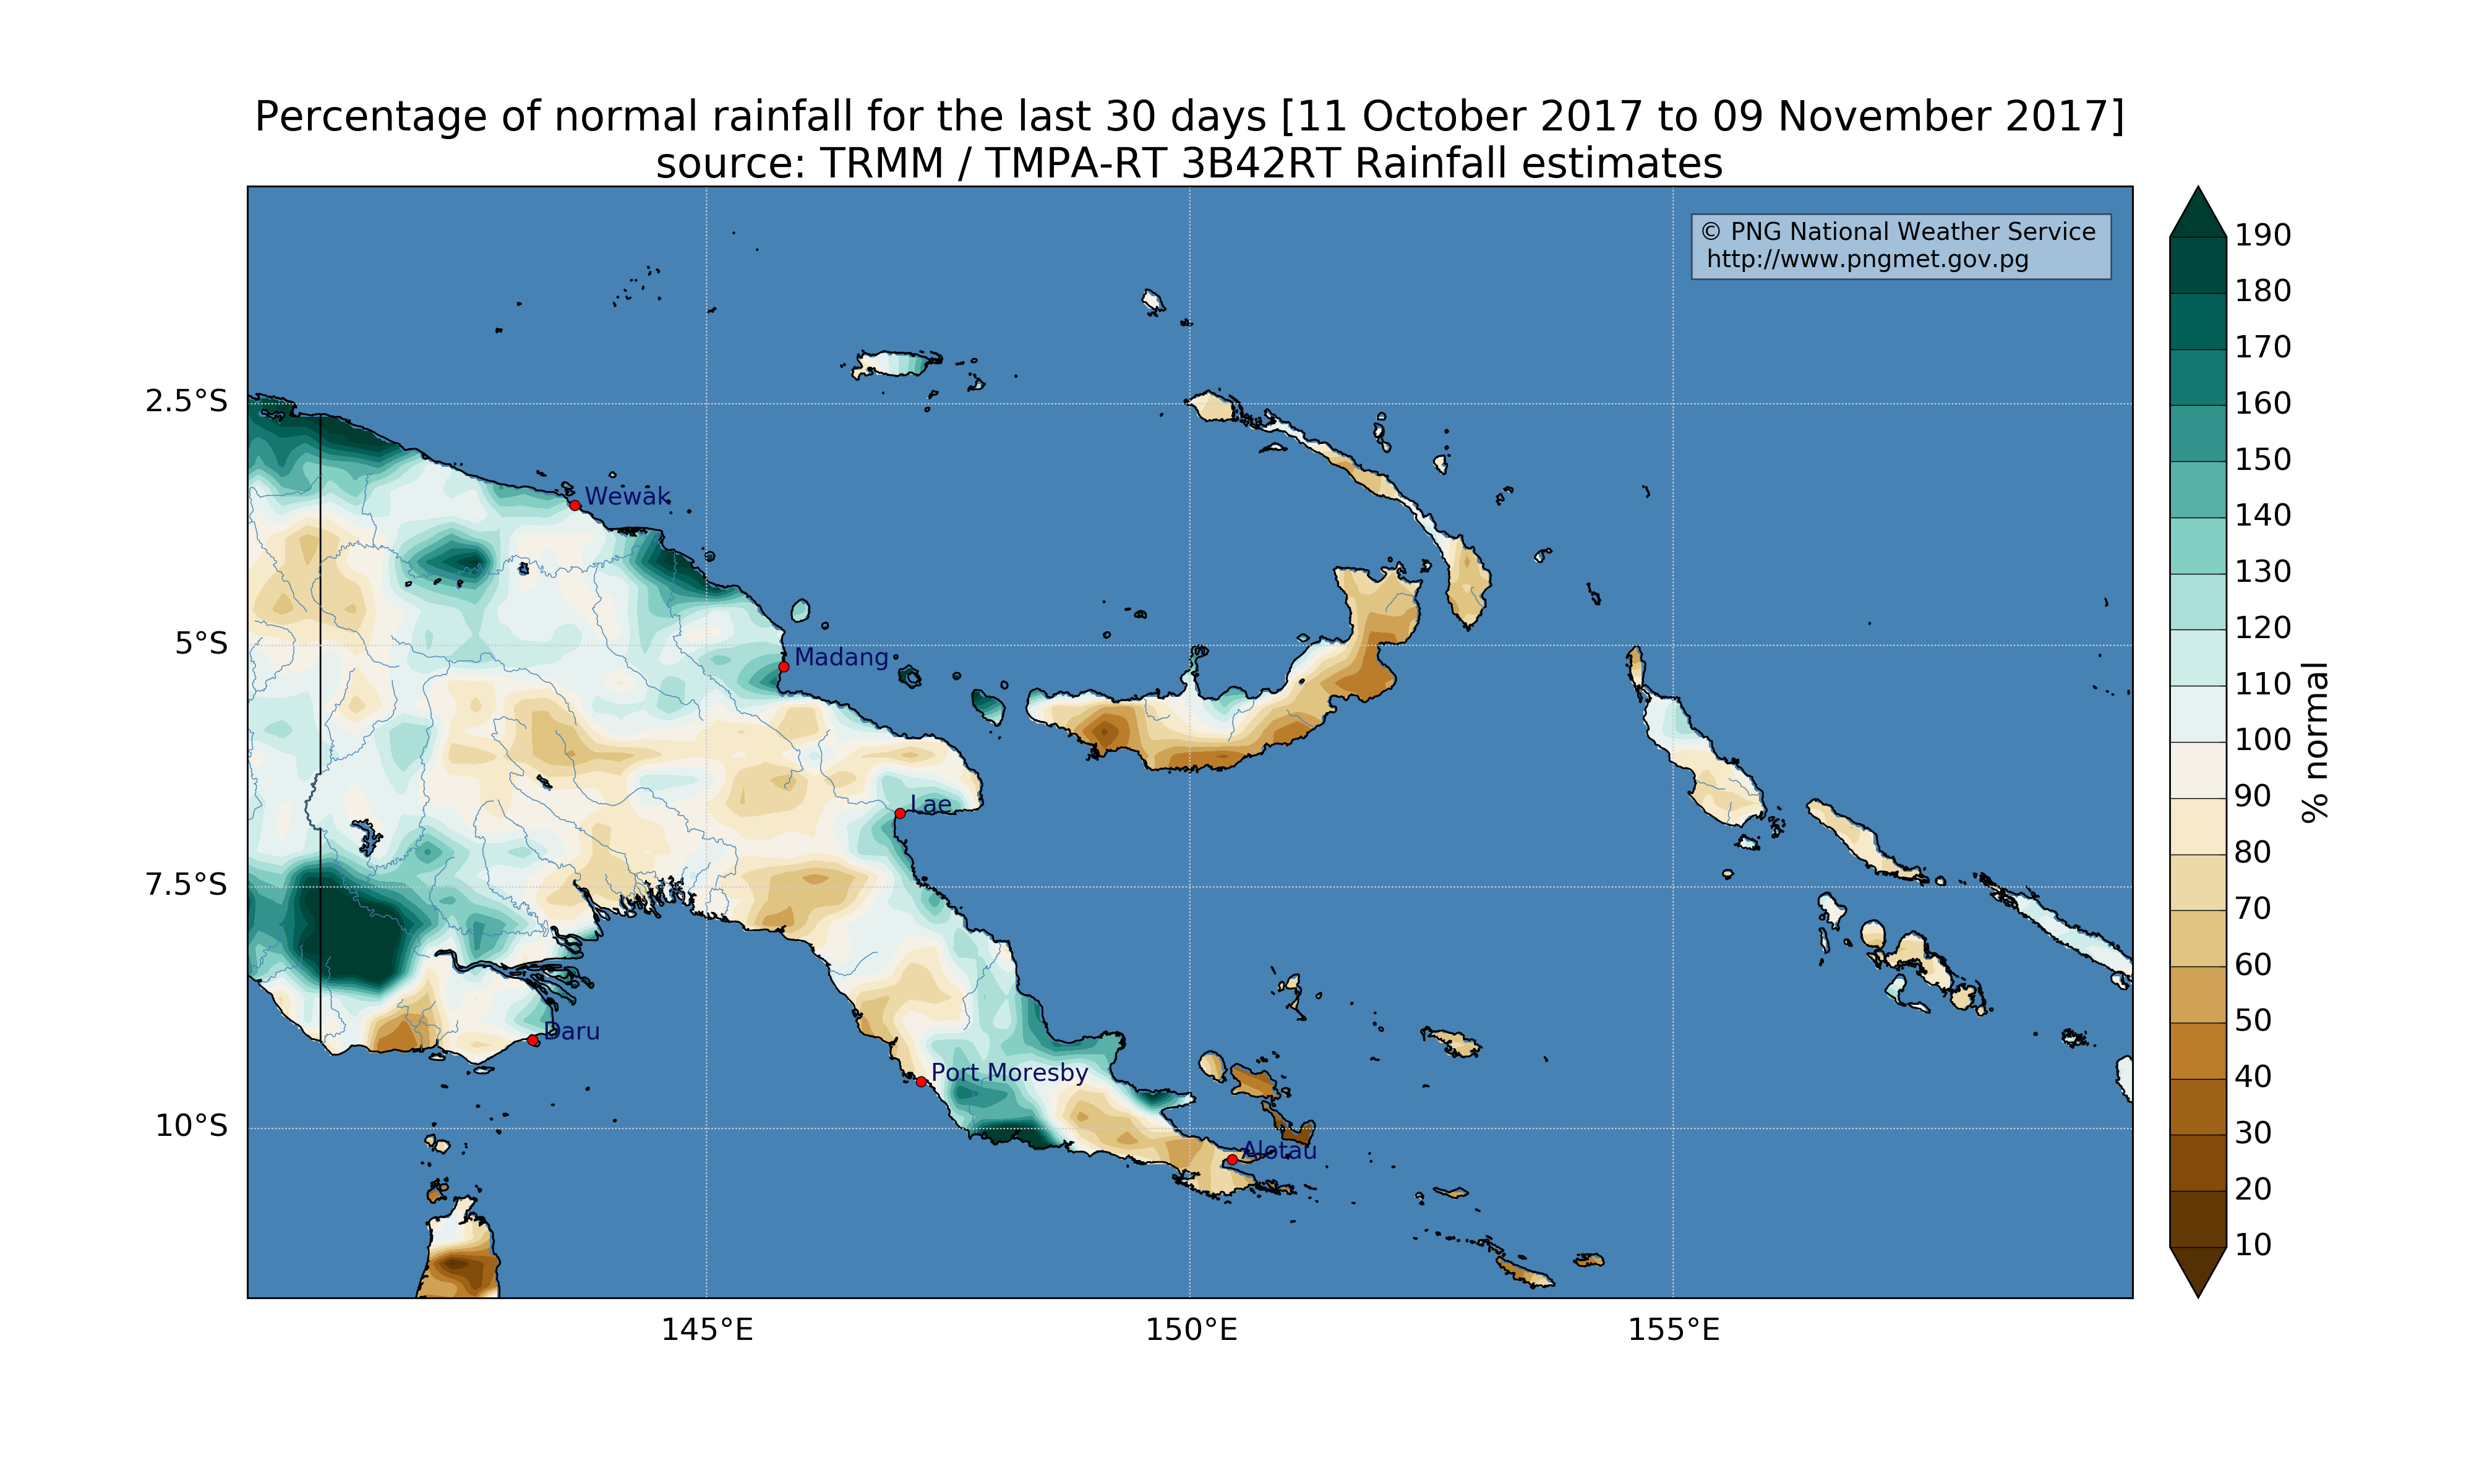 Percentage of normal rainfall for the last 30 days [11 October 2017 to 09 November 2017]
source: TRMM / TMPA-RT 3B42RT Rainfall estimates
© PNG National Weather Service
http://www.pngmet.gov.pg
2.5°S
5°S
7.5°S
10°S
Wewak
Madang
Lae
Daru
Port Moresby
Alotau
145°E
150°E
155°E
190
180
170
160
150
140
130
120
110
100
90
80
70
60
50
40
30
20
10
% normal